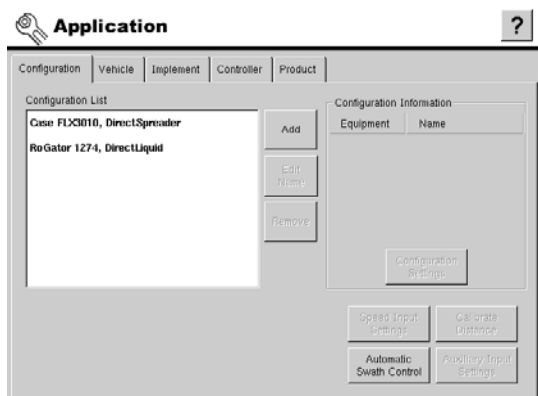 Application
?
Configuration Vehicle Implement Controller Product
Configuration List
Case FLX3010, DirectSpreader
RoGator 1274, DirectLiquid
Add
Edit
Name
Remove
Configuration Information
Equipment Name
Configuration
Settings
Speed Input
Settings
Calibrate
Distance
Automatic
Swath Control
Auxiliary Input
Settings